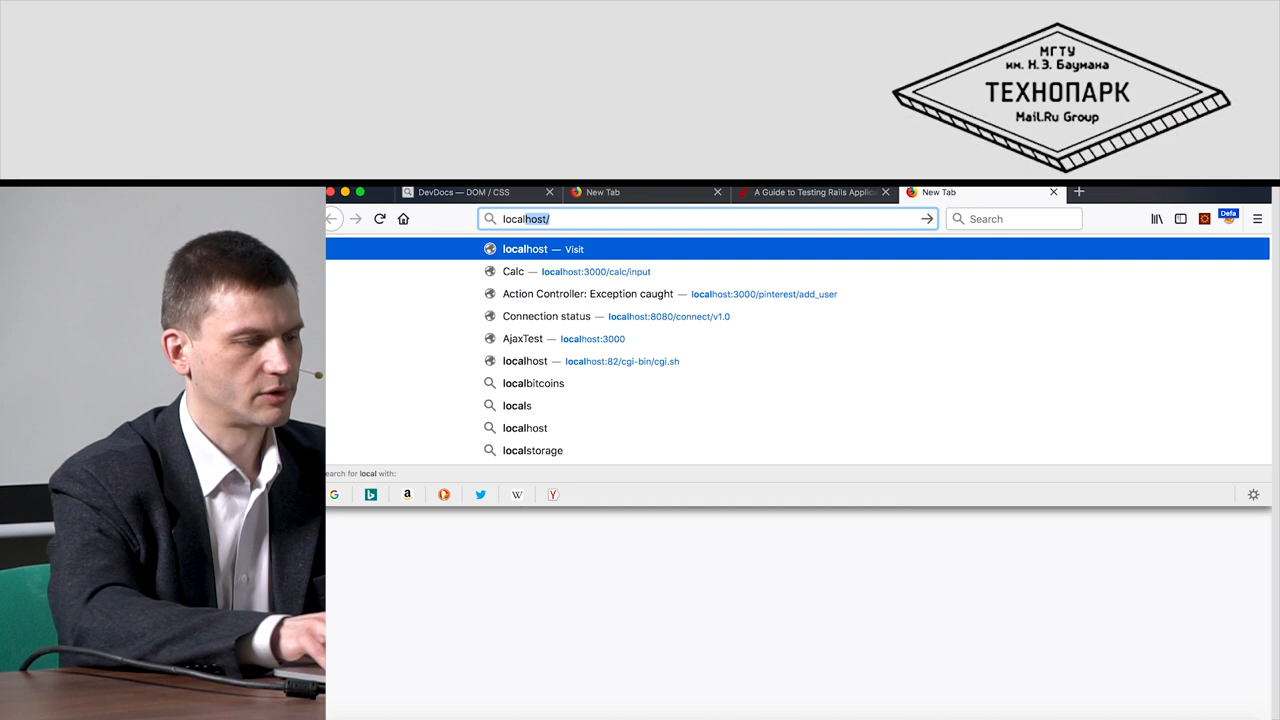 МГТУ
им. Н.Э. Баумана
ТЕХНОПАРК
Mail.Ru Group
DevDocs — DOM / CSS
New Tab
A Guide to Testing Rails Applic
New Tab
localhost/
Search
Defa
localhost — Visit
Calc — localhost:3000/calc/input
Action Controller: Exception caught — localhost:3000/pinterest/add_user
Connection status — localhost:8080/connect/v1.0
AjaxTest — localhost:3000
localhost — localhost:82/cgi-bin/cgi.sh
localbitcoins
locals
localhost
localstorage
earch for local with: